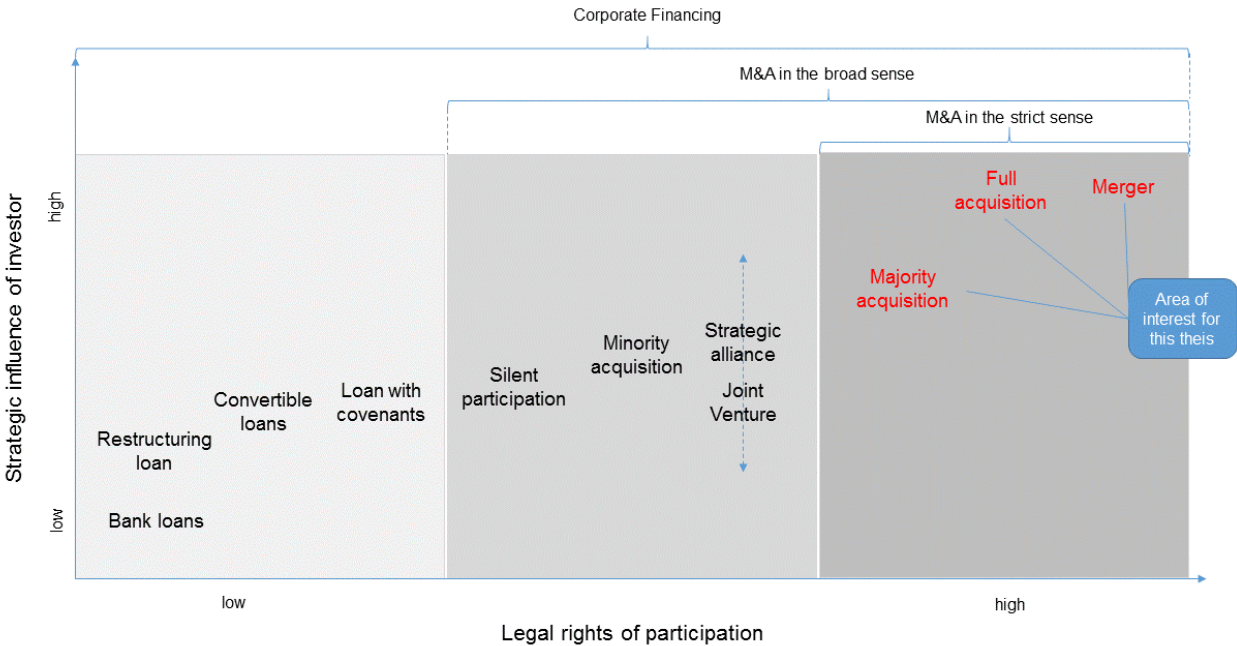 Corporate Financing
M&A in the broad sense
M&A in the strict sense
Strategic influence of investor
high
low
Full
acquisition
Merger
Majority
acquisition
Area of
interest for
this theis
Strategic
alliance
Minority
acquisition
Silent
participation
Joint
Venture
Loan with
covenants
Convertible
loans
Restructuring
loan
Bank loans
low
high
Legal rights of participation